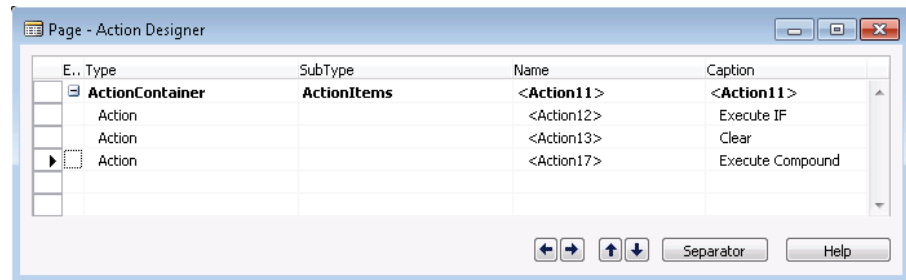 Page - Action Designer
E.. Type SubType Name Caption
ActionContainer ActionItems <Action11> <Action11>
Action <Action12> Execute IF
Action <Action13> Clear
Action <Action17> Execute Compound
Separator Help